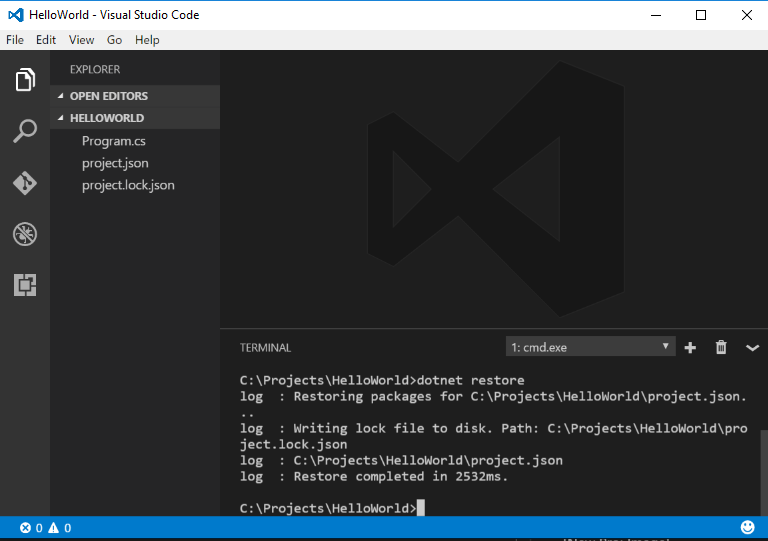 HelloWorld - Visual Studio Code
File Edit View Go Help
EXPLORER
OPEN EDITORS
HELLOWORLD
Program.cs
project.json
project.lock.json
TERMINAL
1: cmd.exe
C:\Projects\HelloWorld>dotnet restore
log  : Restoring packages for C:\Projects\HelloWorld\project.json.
..
log  : Writing lock file to disk. Path: C:\Projects\HelloWorld\pro
ject.lock.json
log  : C:\Projects\HelloWorld\project.json
log  : Restore completed in 2532ms.
C:\Projects\HelloWorld>
0 0